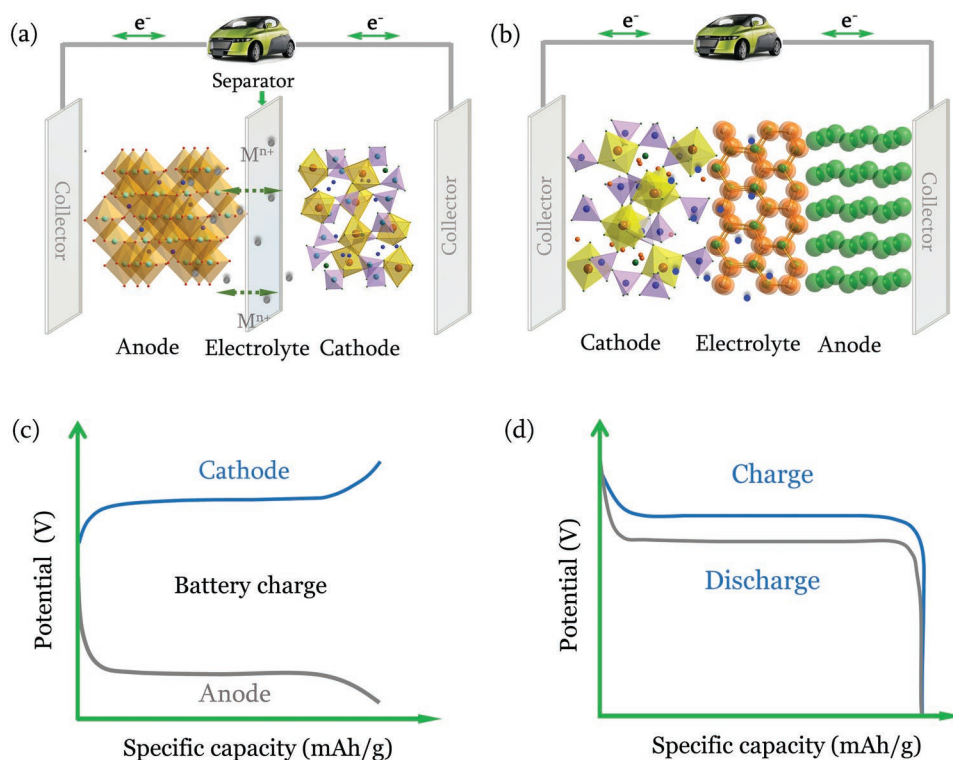 (a)
e⁻
e⁻
Separator
Mⁿ⁺
Mⁿ⁺
Collector
Collector
Anode
Electrolyte
Cathode
(b)
e⁻
e⁻
Collector
Collector
Cathode
Electrolyte
Anode
(c)
Potential (V)
Cathode
Battery charge
Anode
Specific capacity (mAh/g)
(d)
Potential (V)
Charge
Discharge
Specific capacity (mAh/g)